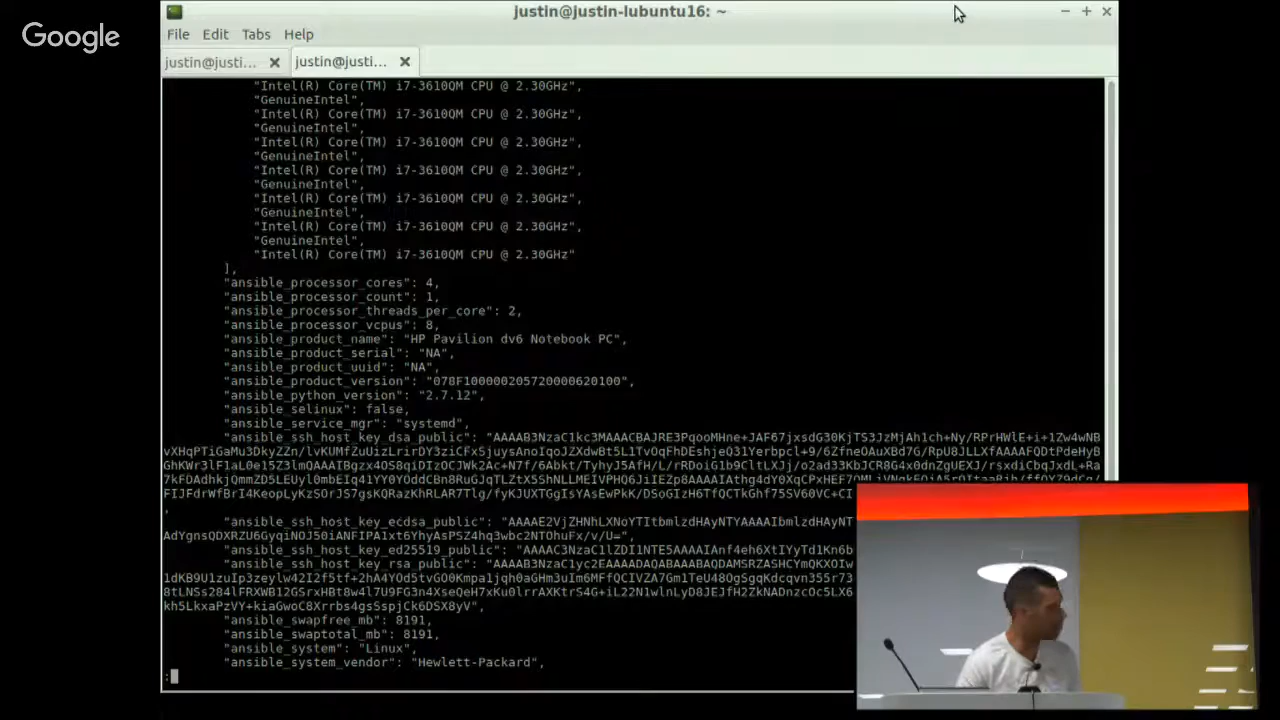 Google
justin@justin-lubuntu16: ~
File Edit Tabs Help
justin@justi... justin@justi...
"Intel(R) Core(TM) i7-3610QM CPU @ 2.30GHz",
"GenuineIntel",
"Intel(R) Core(TM) i7-3610QM CPU @ 2.30GHz",
"GenuineIntel",
"Intel(R) Core(TM) i7-3610QM CPU @ 2.30GHz",
"GenuineIntel",
"Intel(R) Core(TM) i7-3610QM CPU @ 2.30GHz",
"GenuineIntel",
"Intel(R) Core(TM) i7-3610QM CPU @ 2.30GHz",
"GenuineIntel",
"Intel(R) Core(TM) i7-3610QM CPU @ 2.30GHz",
"GenuineIntel",
"Intel(R) Core(TM) i7-3610QM CPU @ 2.30GHz"
],
"ansible_processor_cores": 4,
"ansible_processor_count": 1,
"ansible_processor_threads_per_core": 2,
"ansible_processor_vcpus": 8,
"ansible_product_name": "HP Pavilion dv6 Notebook PC",
"ansible_product_serial": "NA",
"ansible_product_uuid": "NA",
"ansible_product_version": "078F100000205720000620100",
"ansible_python_version": "2.7.12",
"ansible_selinux": false,
"ansible_service_mgr": "systemd",
"ansible_ssh_host_key_dsa_public":
,
"ansible_ssh_host_key_ecdsa_public":
"ansible_ssh_host_key_ed25519_public":
"ansible_ssh_host_key_rsa_public":
"ansible_swapfree_mb": 8191,
"ansible_swaptotal_mb": 8191,
"ansible_system": "Linux",
"ansible_system_vendor": "Hewlett-Packard",
: